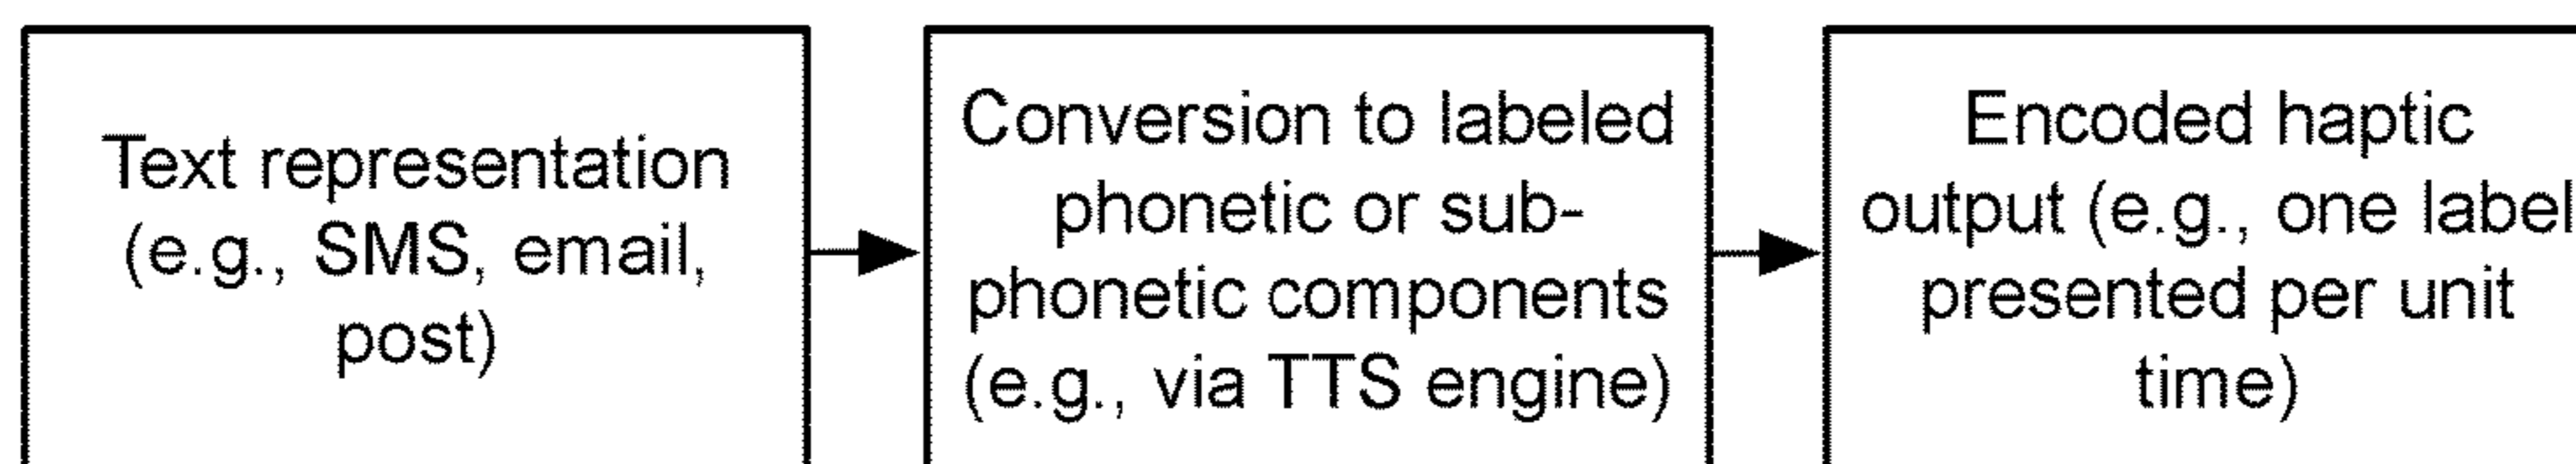 Text representation
(e.g., SMS, email,
post)
Conversion to labeled
phonetic or sub-
phonetic components
(e.g., via TTS engine)
Encoded haptic
output (e.g., one label
presented per unit
time)